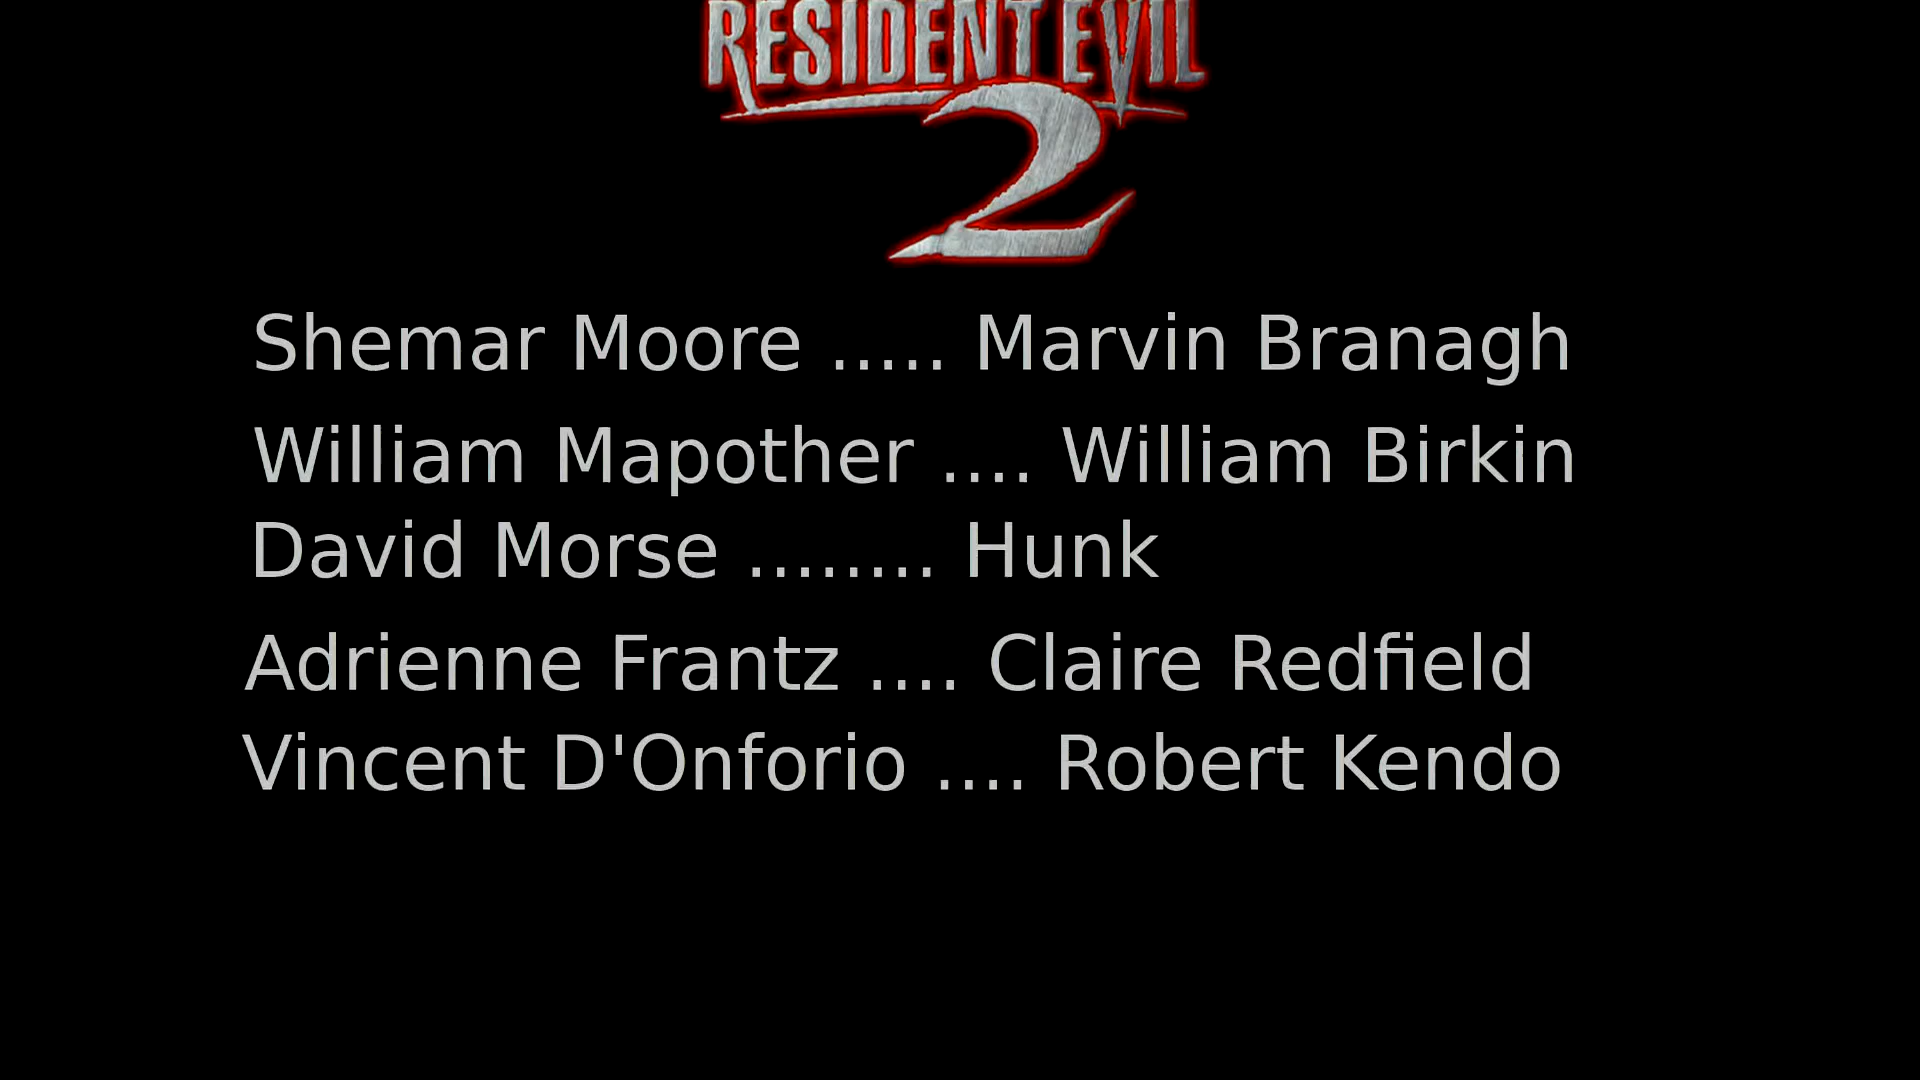 RESIDENT EVIL
2
Shemar Moore ..... Marvin Branagh
William Mapother .... William Birkin
David Morse ........ Hunk
Adrienne Frantz .... Claire Redfield
Vincent D'Onforio .... Robert Kendo